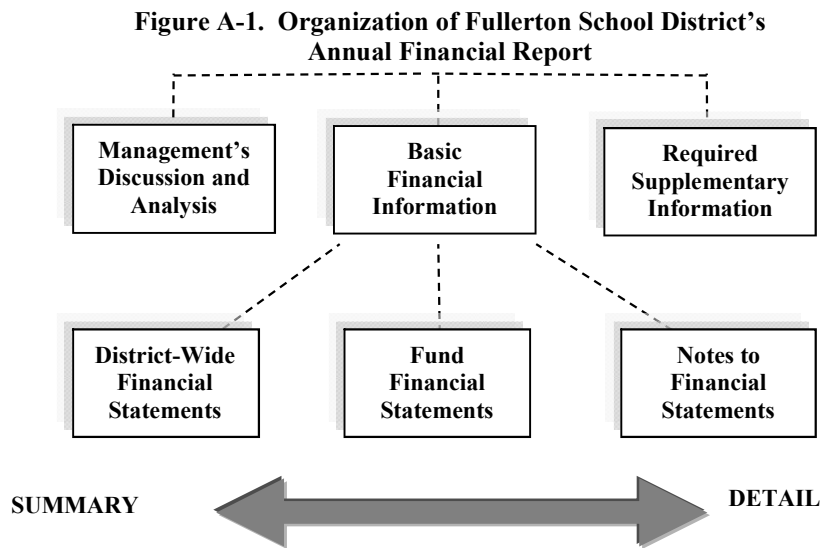 Figure A-1. Organization of Fullerton School District's
Annual Financial Report
Management's
Discussion and
Analysis
Basic
Financial
Information
Required
Supplementary
Information
District-Wide
Financial
Statements
Fund
Financial
Statements
Notes to
Financial
Statements
SUMMARY
DETAIL